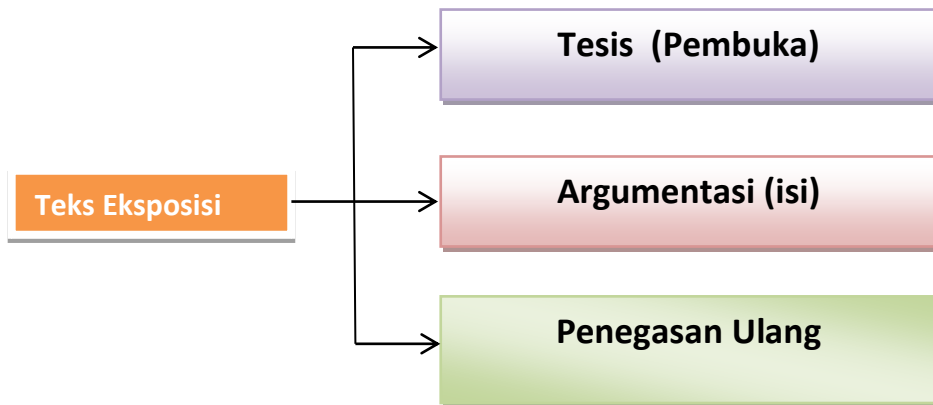 Tesis (Pembuka)
Teks Eksposisi
Argumentasi (isi)
Penegasan Ulang